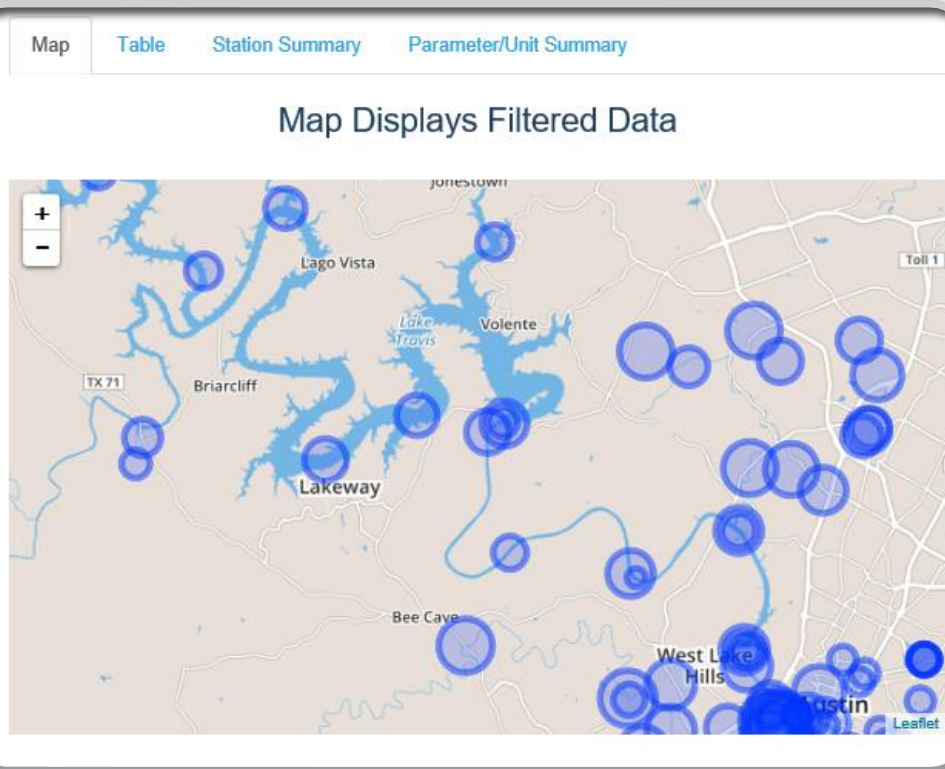 Map Table Station Summary Parameter/Unit Summary
Map Displays Filtered Data
Jonestown
+
−
Toll 1
Lago Vista
Lake
Travis
Volente
TX 71
Briarcliff
Lakeway
Bee Cave
West Lake
Hills
Austin
Leaflet